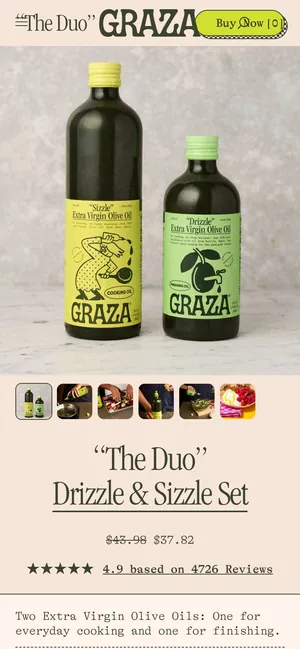 “The Duo”
GRAZA
Buy Now [0]
"Sizzle"
Extra Virgin Olive Oil
COOKING OIL
GRAZA
"Drizzle"
Extra Virgin Olive Oil
FINISHING OIL
GRAZA
“The Duo”
Drizzle & Sizzle Set
$43.98 $37.82
★★★★★ 4.9 based on 4726 Reviews
Two Extra Virgin Olive Oils: One for
everyday cooking and one for finishing.